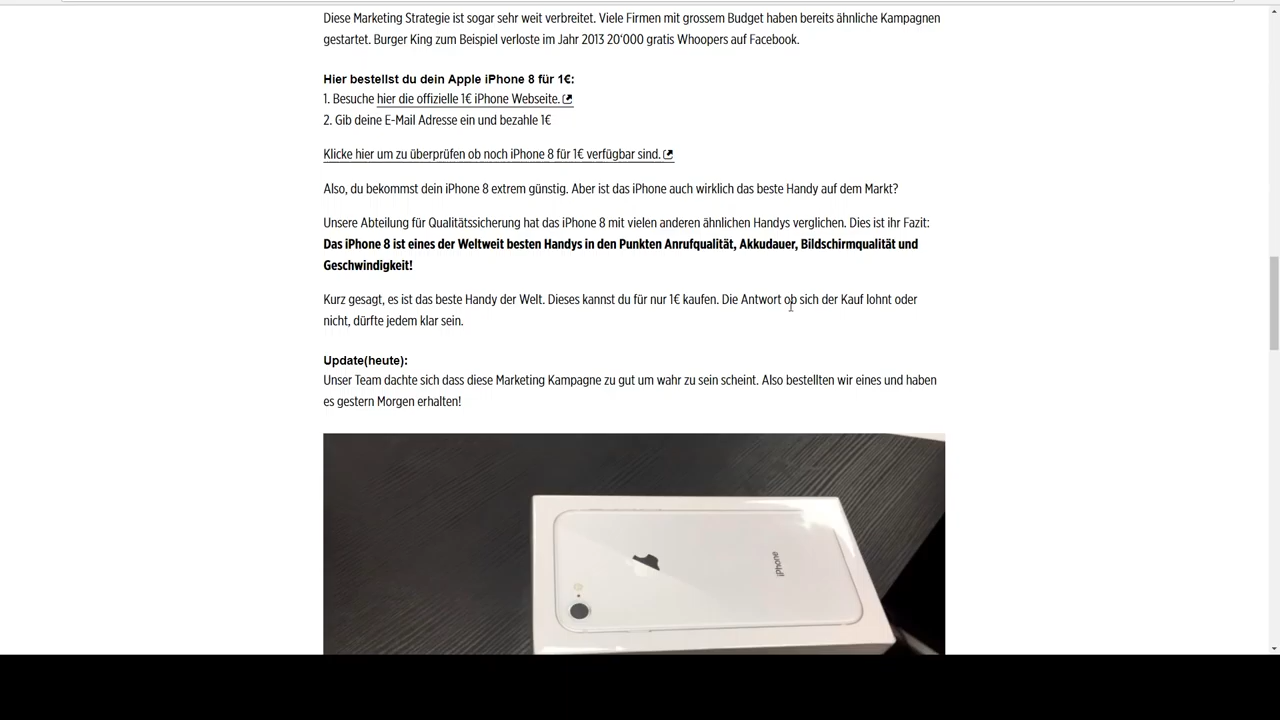 Diese Marketing Strategie ist sogar sehr weit verbreitet. Viele Firmen mit grossem Budget haben bereits ähnliche Kampagnen
gestartet. Burger King zum Beispiel verloste im Jahr 2013 20‘000 gratis Whoopers auf Facebook.
Hier bestellst du dein Apple iPhone 8 für 1€:
1. Besuche hier die offizielle 1€ iPhone Webseite.
2. Gib deine E-Mail Adresse ein und bezahle 1€
Klicke hier um zu überprüfen ob noch iPhone 8 für 1€ verfügbar sind.
Also, du bekommst dein iPhone 8 extrem günstig. Aber ist das iPhone auch wirklich das beste Handy auf dem Markt?
Unsere Abteilung für Qualitätssicherung hat das iPhone 8 mit vielen anderen ähnlichen Handys verglichen. Dies ist ihr Fazit:
Das iPhone 8 ist eines der Weltweit besten Handys in den Punkten Anrufqualität, Akkudauer, Bildschirmqualität und
Geschwindigkeit!
Kurz gesagt, es ist das beste Handy der Welt. Dieses kannst du für nur 1€ kaufen. Die Antwort ob sich der Kauf lohnt oder
nicht, dürfte jedem klar sein.
Update(heute):
Unser Team dachte sich dass diese Marketing Kampagne zu gut um wahr zu sein scheint. Also bestellten wir eines und haben
es gestern Morgen erhalten!
iPhone